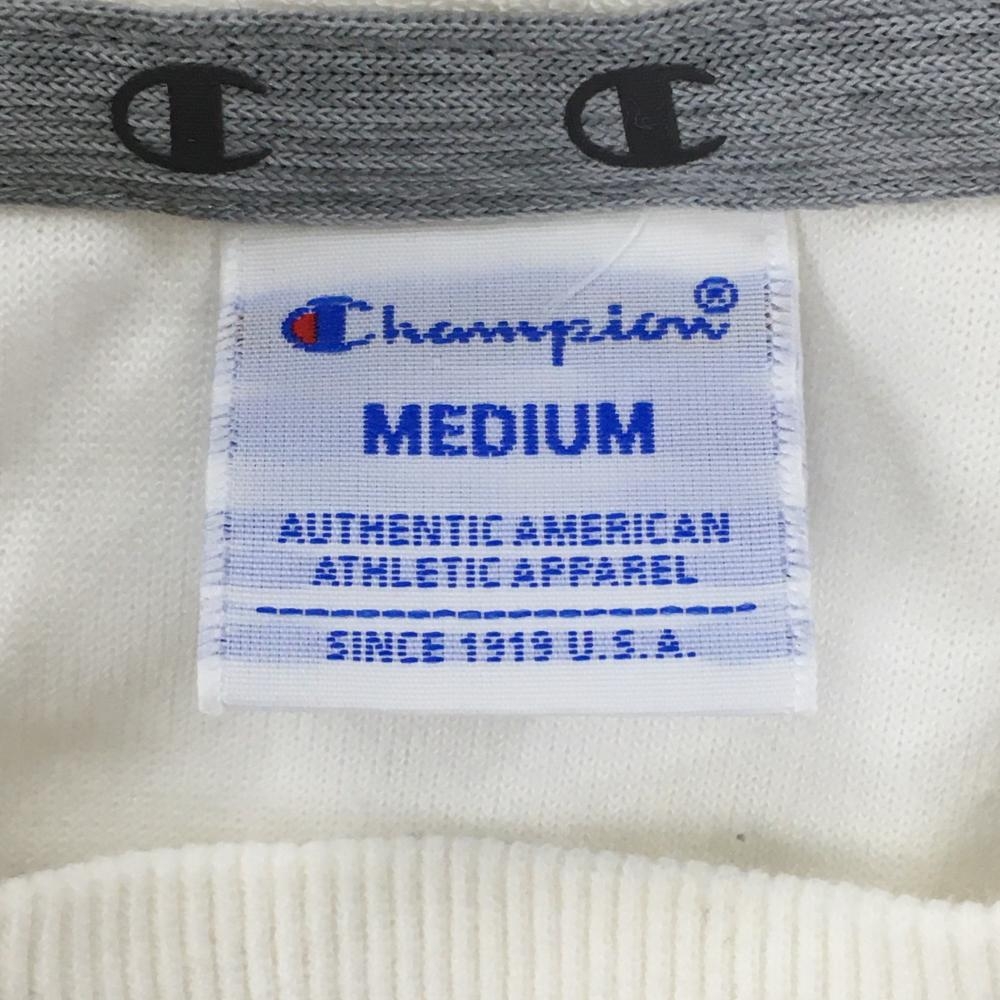 Champion®
MEDIUM
AUTHENTIC AMERICAN
ATHLETIC APPAREL
SINCE 1919 U.S.A.